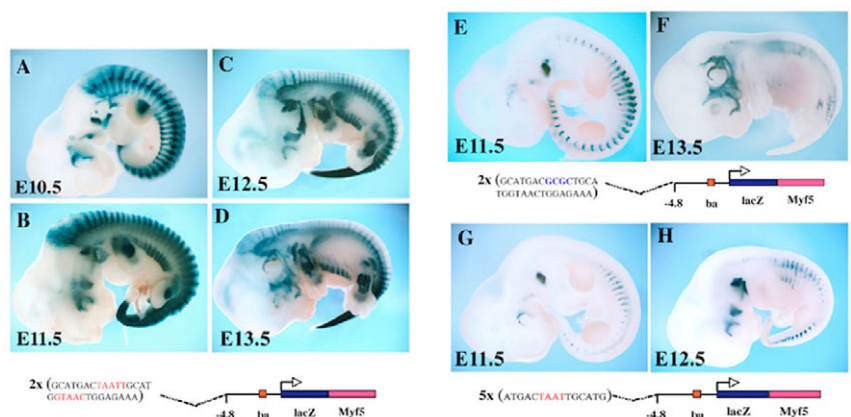 A
C
E10.5
E12.5
B
D
E11.5
E13.5
2x (GCATGACTAATTGCAT
GGTAACTGGAGAAA)
-4.8
ba
lacZ
Myf5
E
F
E11.5
E13.5
2x (GCATGACGCGCTGCA
TGGTAACTGGAGAAA)
-4.8
ba
lacZ
Myf5
G
H
E11.5
E12.5
5x (ATGACTAATTGCATG)
-4.8
ba
lacZ
Myf5